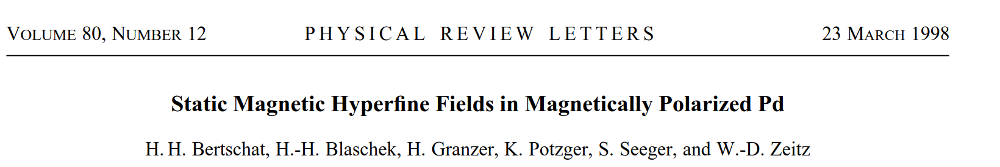 VOLUME 80, NUMBER 12 PHYSICAL REVIEW LETTERS 23 MARCH 1998
Static Magnetic Hyperfine Fields in Magnetically Polarized Pd
H. H. Bertschat, H.-H. Blaschek, H. Granzer, K. Potzger, S. Seeger, and W.-D. Zeitz